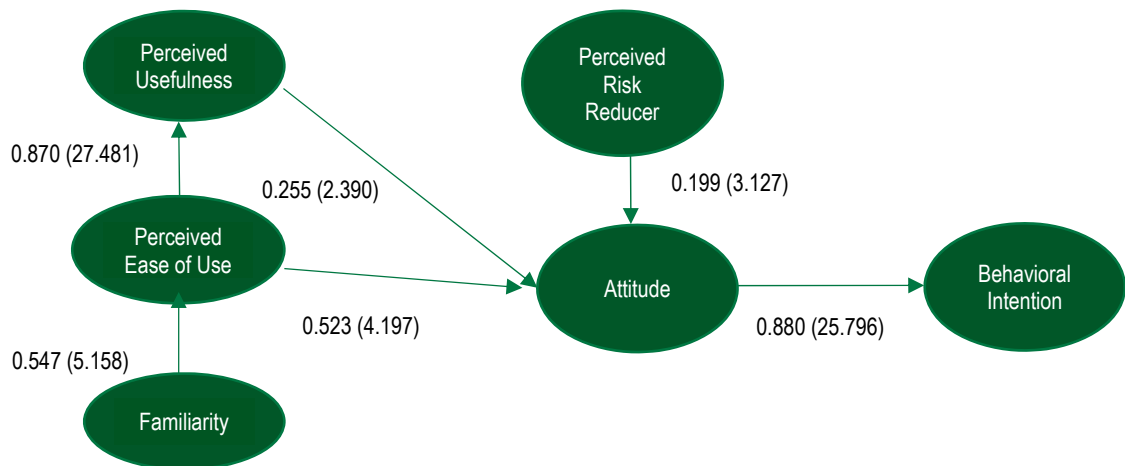 Perceived
Usefulness
Perceived
Risk
Reducer
0.870 (27.481)
0.255 (2.390)
0.199 (3.127)
Perceived
Ease of Use
Attitude
Behavioral
Intention
0.523 (4.197)
0.880 (25.796)
0.547 (5.158)
Familiarity